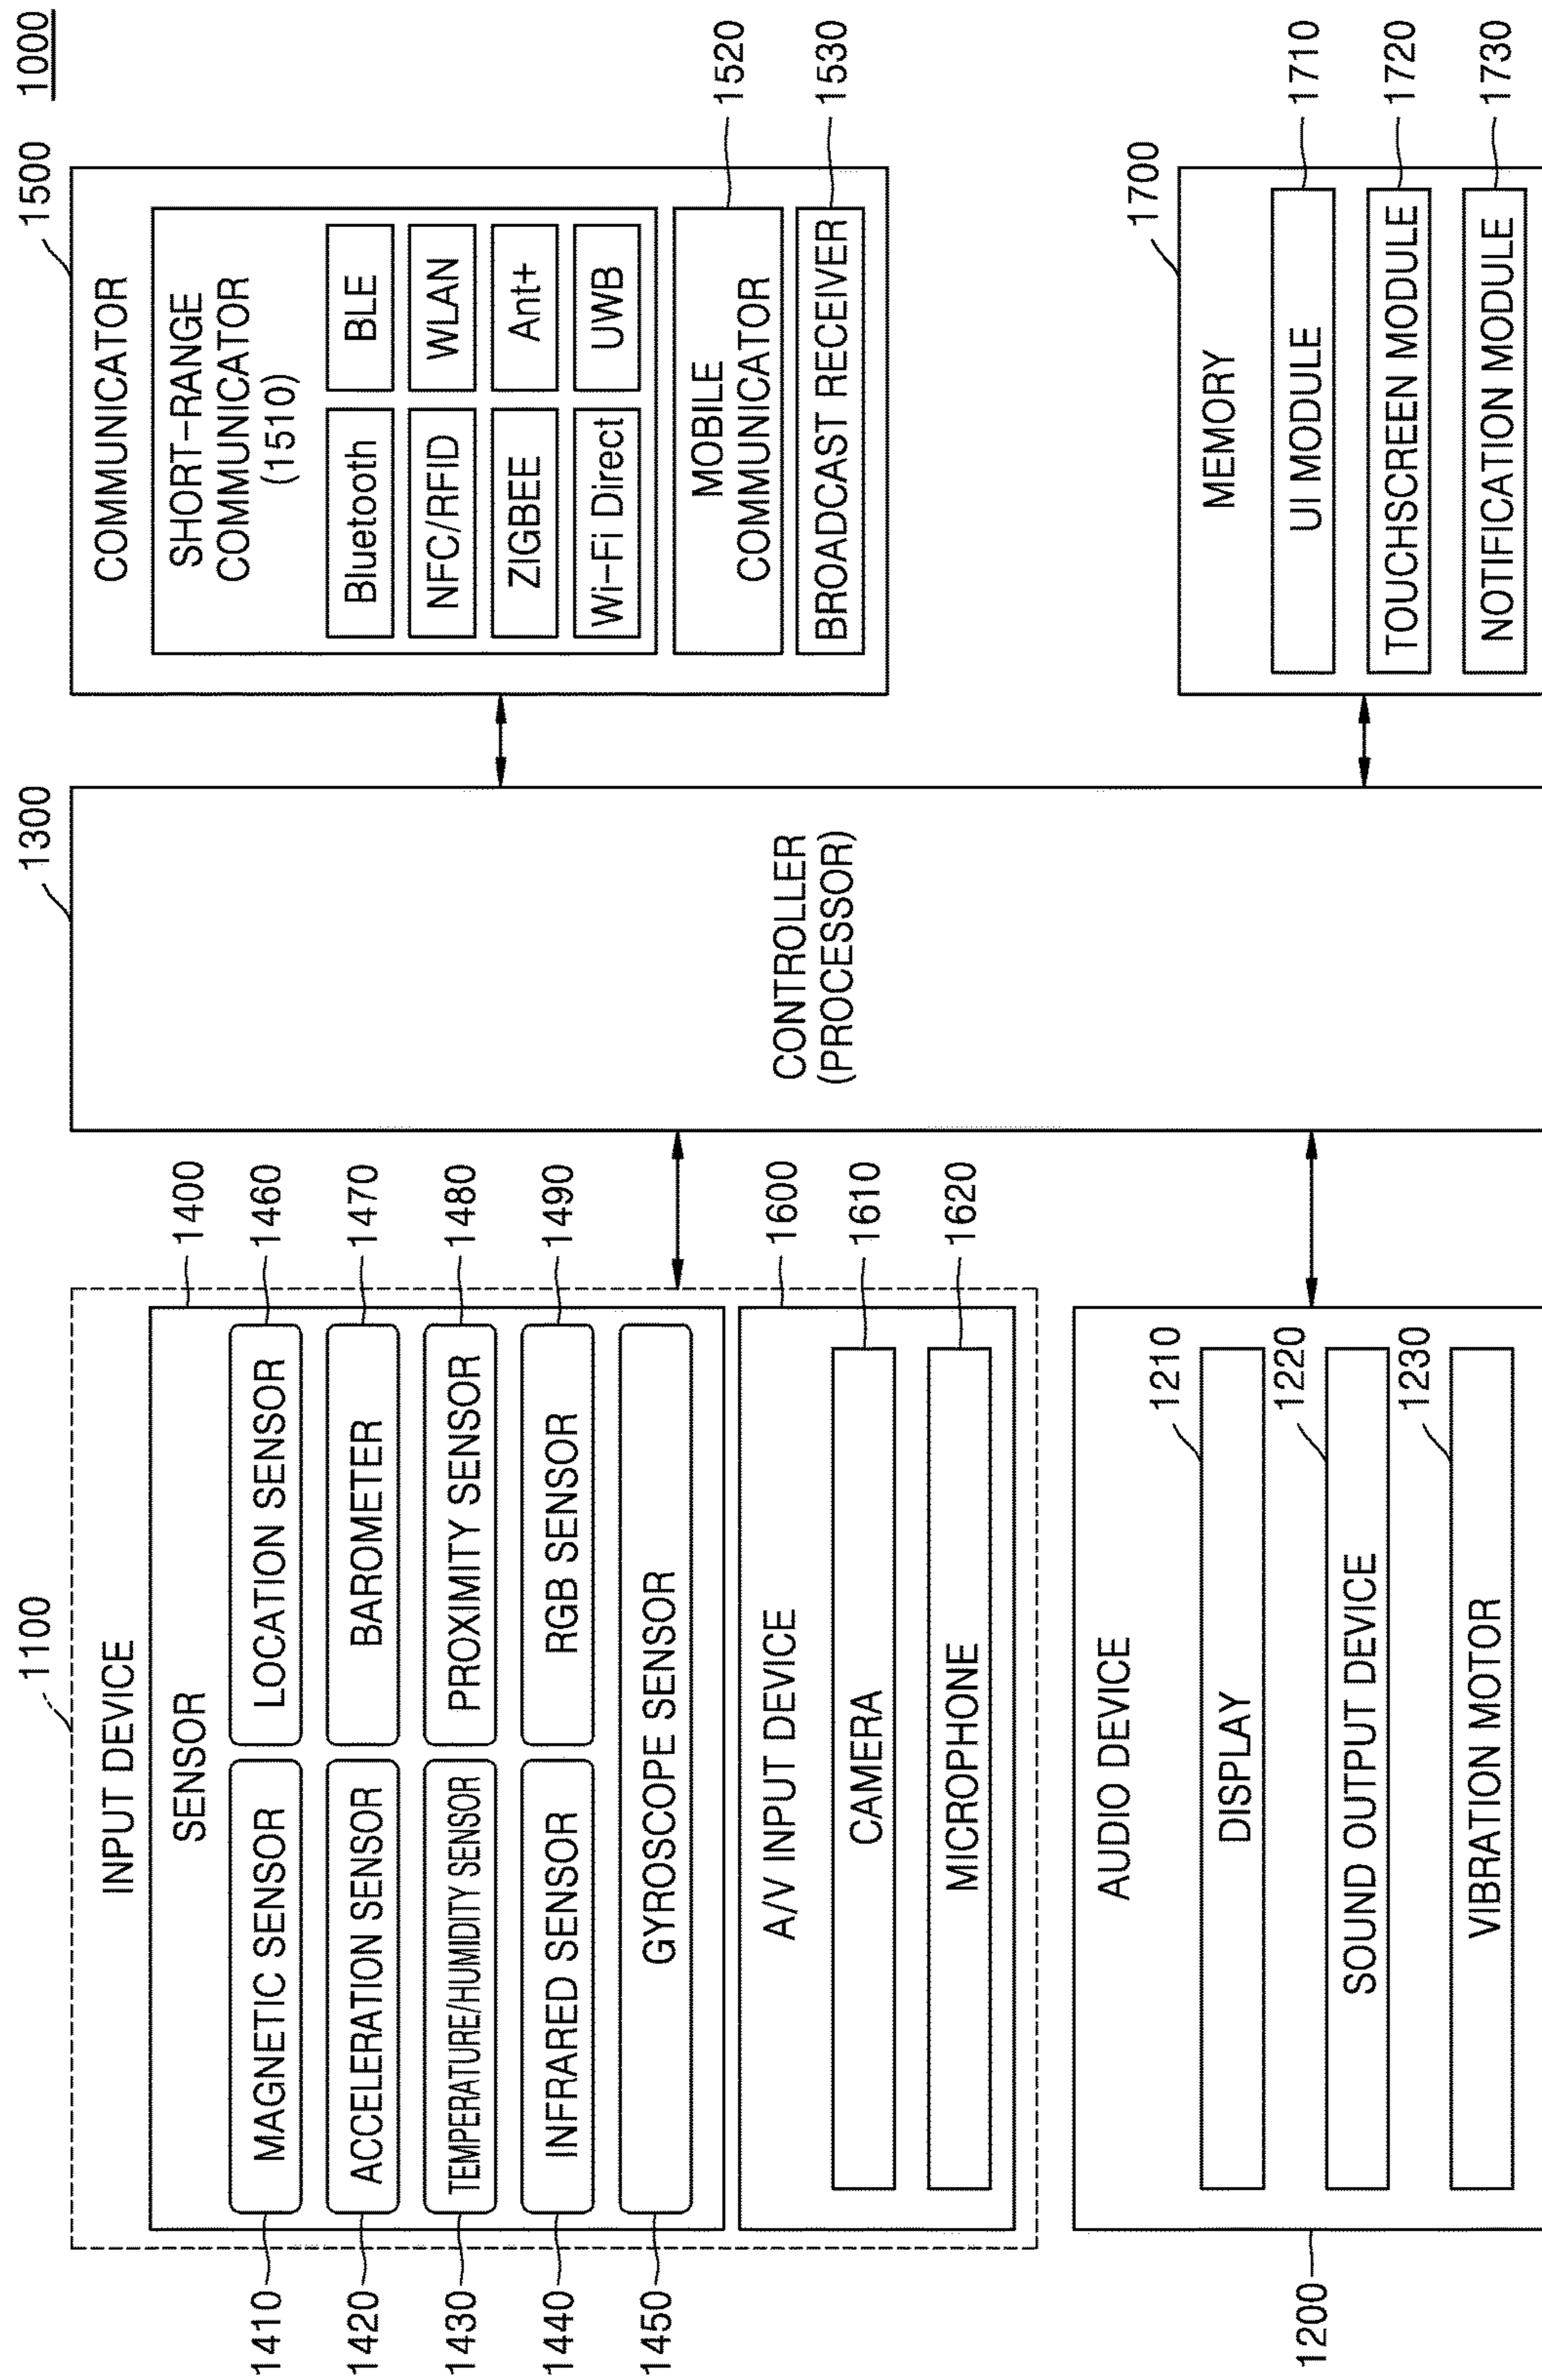 1000
1100
INPUT DEVICE
SENSOR
1400
1410
MAGNETIC SENSOR
LOCATION SENSOR
1460
1420
ACCELERATION SENSOR
BAROMETER
1470
1430
TEMPERATURE/HUMIDITY SENSOR
PROXIMITY SENSOR
1480
1440
INFRARED SENSOR
RGB SENSOR
1490
1450
GYROSCOPE SENSOR
A/V INPUT DEVICE
1600
CAMERA
1610
MICROPHONE
1620
1200
AUDIO DEVICE
1210
DISPLAY
1220
SOUND OUTPUT DEVICE
1230
VIBRATION MOTOR
1300
CONTROLLER
(PROCESSOR)
1500
COMMUNICATOR
SHORT-RANGE
COMMUNICATOR
(1510)
Bluetooth
BLE
NFC/RFID
WLAN
ZIGBEE
Ant+
Wi-Fi Direct
UWB
MOBILE
COMMUNICATOR
1520
BROADCAST RECEIVER
1530
1700
MEMORY
UI MODULE
1710
TOUCHSCREEN MODULE
1720
NOTIFICATION MODULE
1730